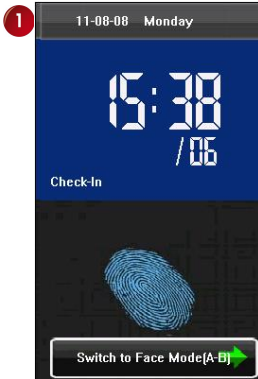 1
11-08-08 Monday
15:38
/06
Check-In
Switch to Face Mode(A-B)